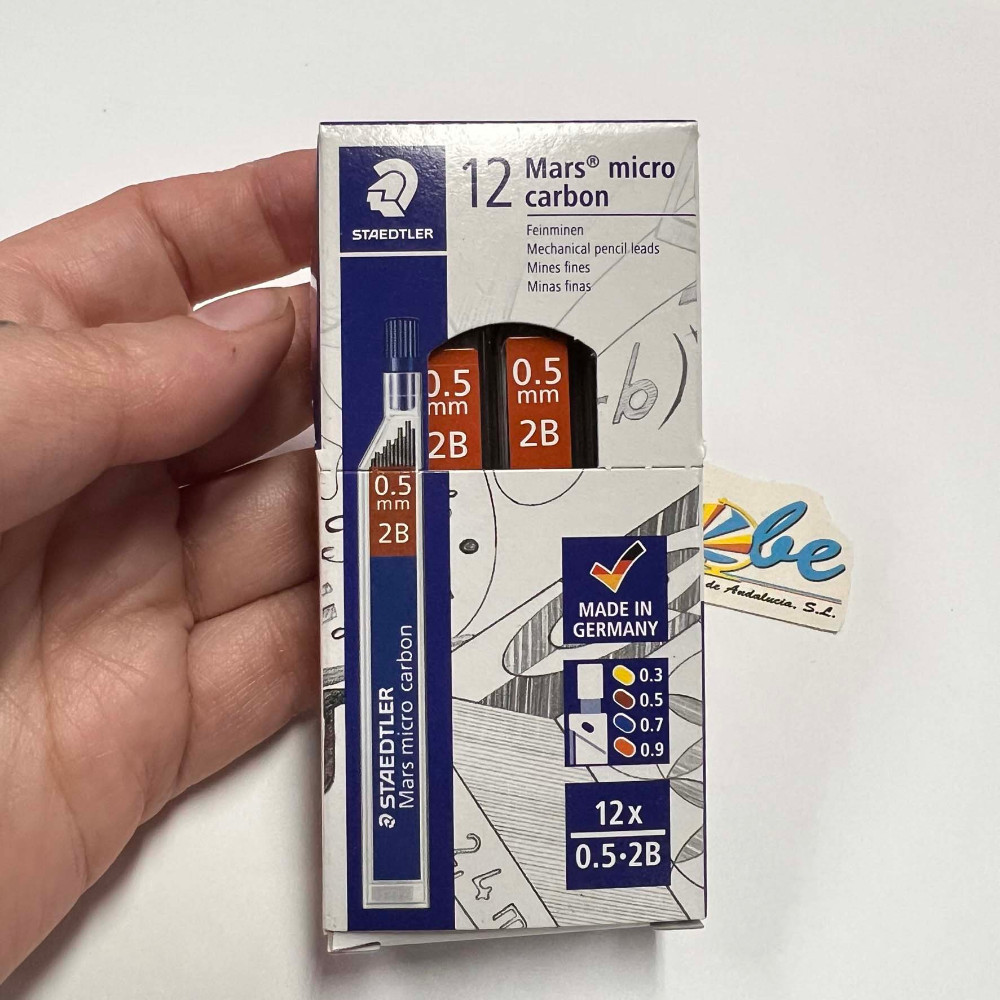 STAEDTLER
12
Mars® micro
carbon
Feinminen
Mechanical pencil leads
Mines fines
Minas finas
0.5
mm
2B
0.5
mm
2B
0.5
mm
2B
STAEDTLER
Mars micro carbon
MADE IN
GERMANY
0.3
0.5
0.7
0.9
12x
0.5•2B
be
de Andalucia. S.L.